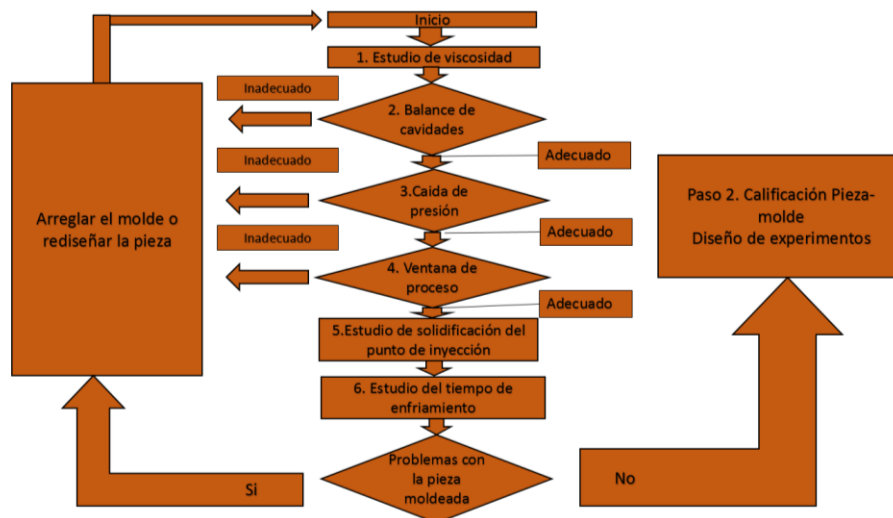 Inicio
1. Estudio de viscosidad
Inadecuado
2. Balance de
cavidades
Adecuado
Inadecuado
3.Caida de
presión
Adecuado
Inadecuado
4. Ventana de
proceso
Adecuado
5.Estudio de solidificación del
punto de inyección
6. Estudio del tiempo de
enfriamiento
Problemas con
la pieza
moldeada
Si
No
Arreglar el molde o
rediseñar la pieza
Paso 2. Calificación Pieza-
molde
Diseño de experimentos